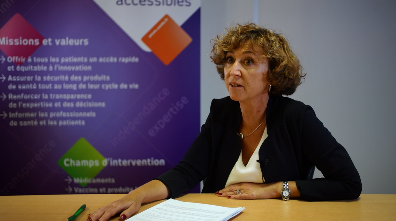 accessibles
Missions et valeurs
Offrir à tous les patients un accès rapide
et équitable à l'innovation
Assurer la sécurité des produits
de santé tout au long de leur cycle de vie
Renforcer la transparence
de l'expertise et des décisions
Informer les professionnels
de santé et les patients
expertise
Champs d'intervention
Médicaments
Vaccins et produits